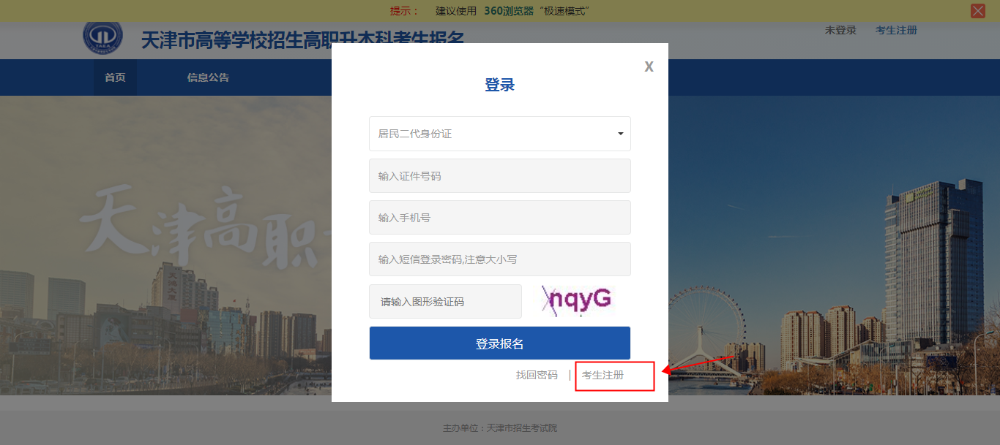 提示： 建议使用 360浏览器“极速模式”
天津市高等学校招生高职升本科考生报名
未登录 考生注册
首页 信息公告
X
登录
居民二代身份证
输入证件号码
输入手机号
输入短信登录密码,注意大小写
请输入图形验证码 nqyG
登录报名
找回密码 | 考生注册
天津高职
天鸿大厦
主办单位：天津市招生考试院